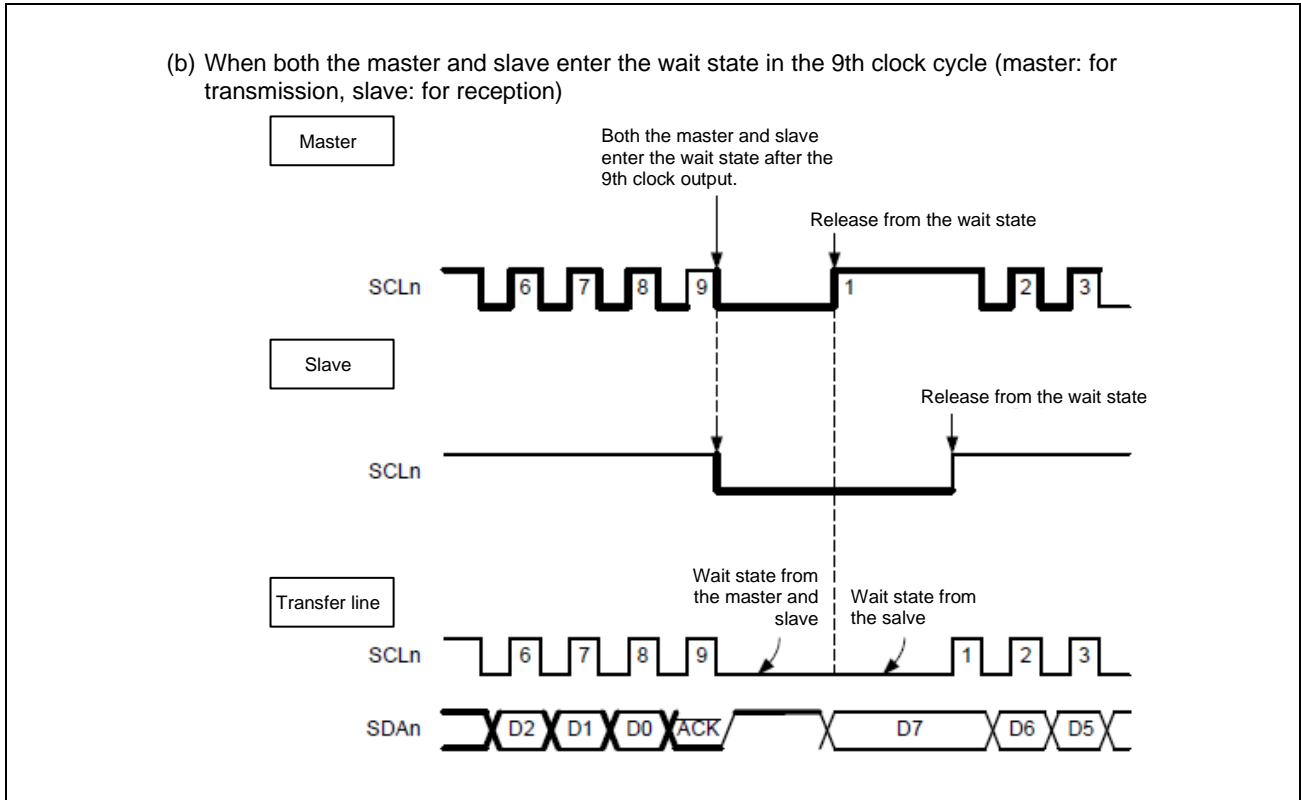 (b) When both the master and slave enter the wait state in the 9th clock cycle (master: for
transmission, slave: for reception)
Master
Both the master and slave
enter the wait state after the
9th clock output.
Release from the wait state
SCLn
6 7 8 9 1 2 3
Slave
Release from the wait state
SCLn
Transfer line
Wait state from
the master and
slave
Wait state from
the salve
SCLn
6 7 8 9 1 2 3
SDAn
D2 D1 D0 ACK D7 D6 D5